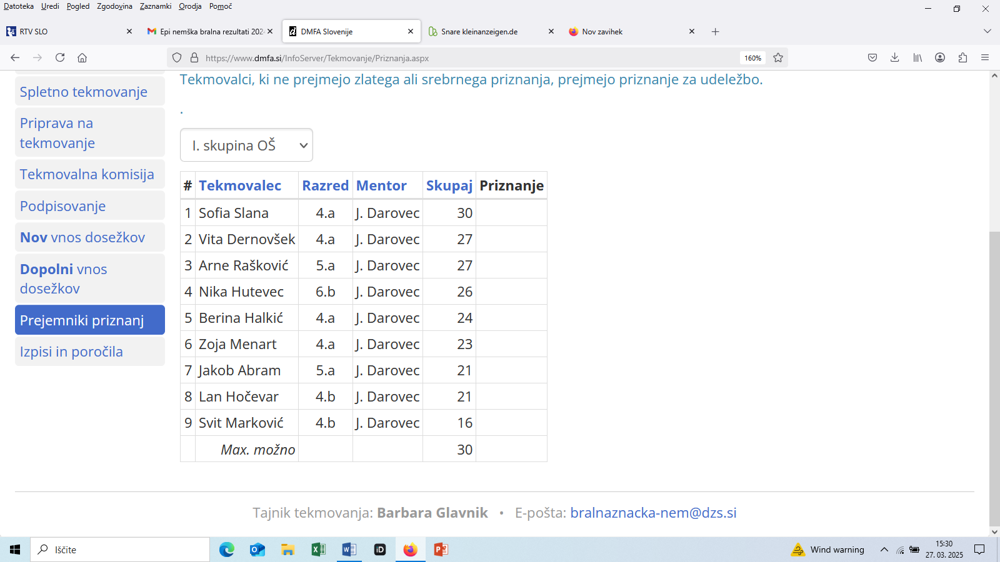 Datoteka Uredi Pogled Zgodovina Zaznamki Orodja Pomoč
RTV SLO
Epi nemška bralna rezultati 202
DMFA Slovenije
Snare kleinanzeigen.de
Nov zavihek
https://www.dmfa.si/InfoServer/Tekmovanje/Priznanja.aspx
160%
Spletno tekmovanje
Priprava na
tekmovanje
Tekmovalna komisija
Podpisovanje
Nov vnos dosežkov
Dopolni vnos
dosežkov
Prejemniki priznanj
Izpisi in poročila
Tekmovalci, ki ne prejmejo zlatega ali srebrnega priznanja, prejmejo priznanje za udeležbo.
.
I. skupina OŠ
# Tekmovalec Razred Mentor Skupaj Priznanje
1 Sofia Slana 4.a J. Darovec 30
2 Vita Dernovšek 4.a J. Darovec 27
3 Arne Rašković 5.a J. Darovec 27
4 Nika Hutevec 6.b J. Darovec 26
5 Berina Halkić 4.a J. Darovec 24
6 Zoja Menart 4.a J. Darovec 23
7 Jakob Abram 5.a J. Darovec 21
8 Lan Hočevar 4.b J. Darovec 21
9 Svit Marković 4.b J. Darovec 16
Max. možno 30
Tajnik tekmovanja: Barbara Glavnik • E-pošta: bralnaznacka-nem@dzs.si
Iščite
iD
Wind warning
15:30
27. 03. 2025